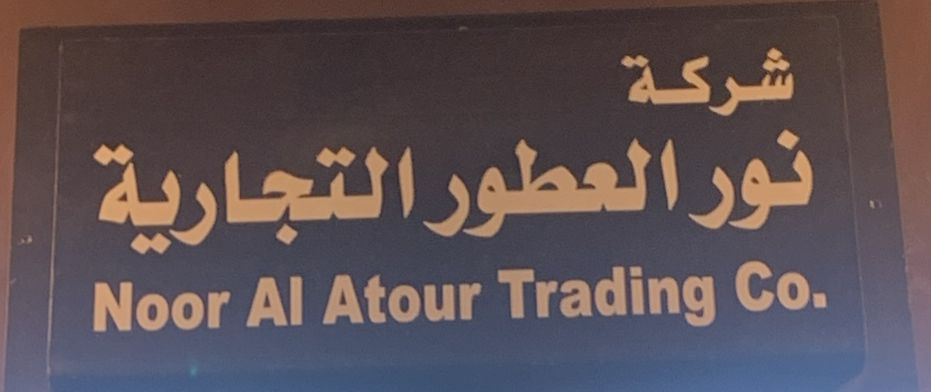 شركة
نور العطور التجارية
Noor Al Atour Trading Co.